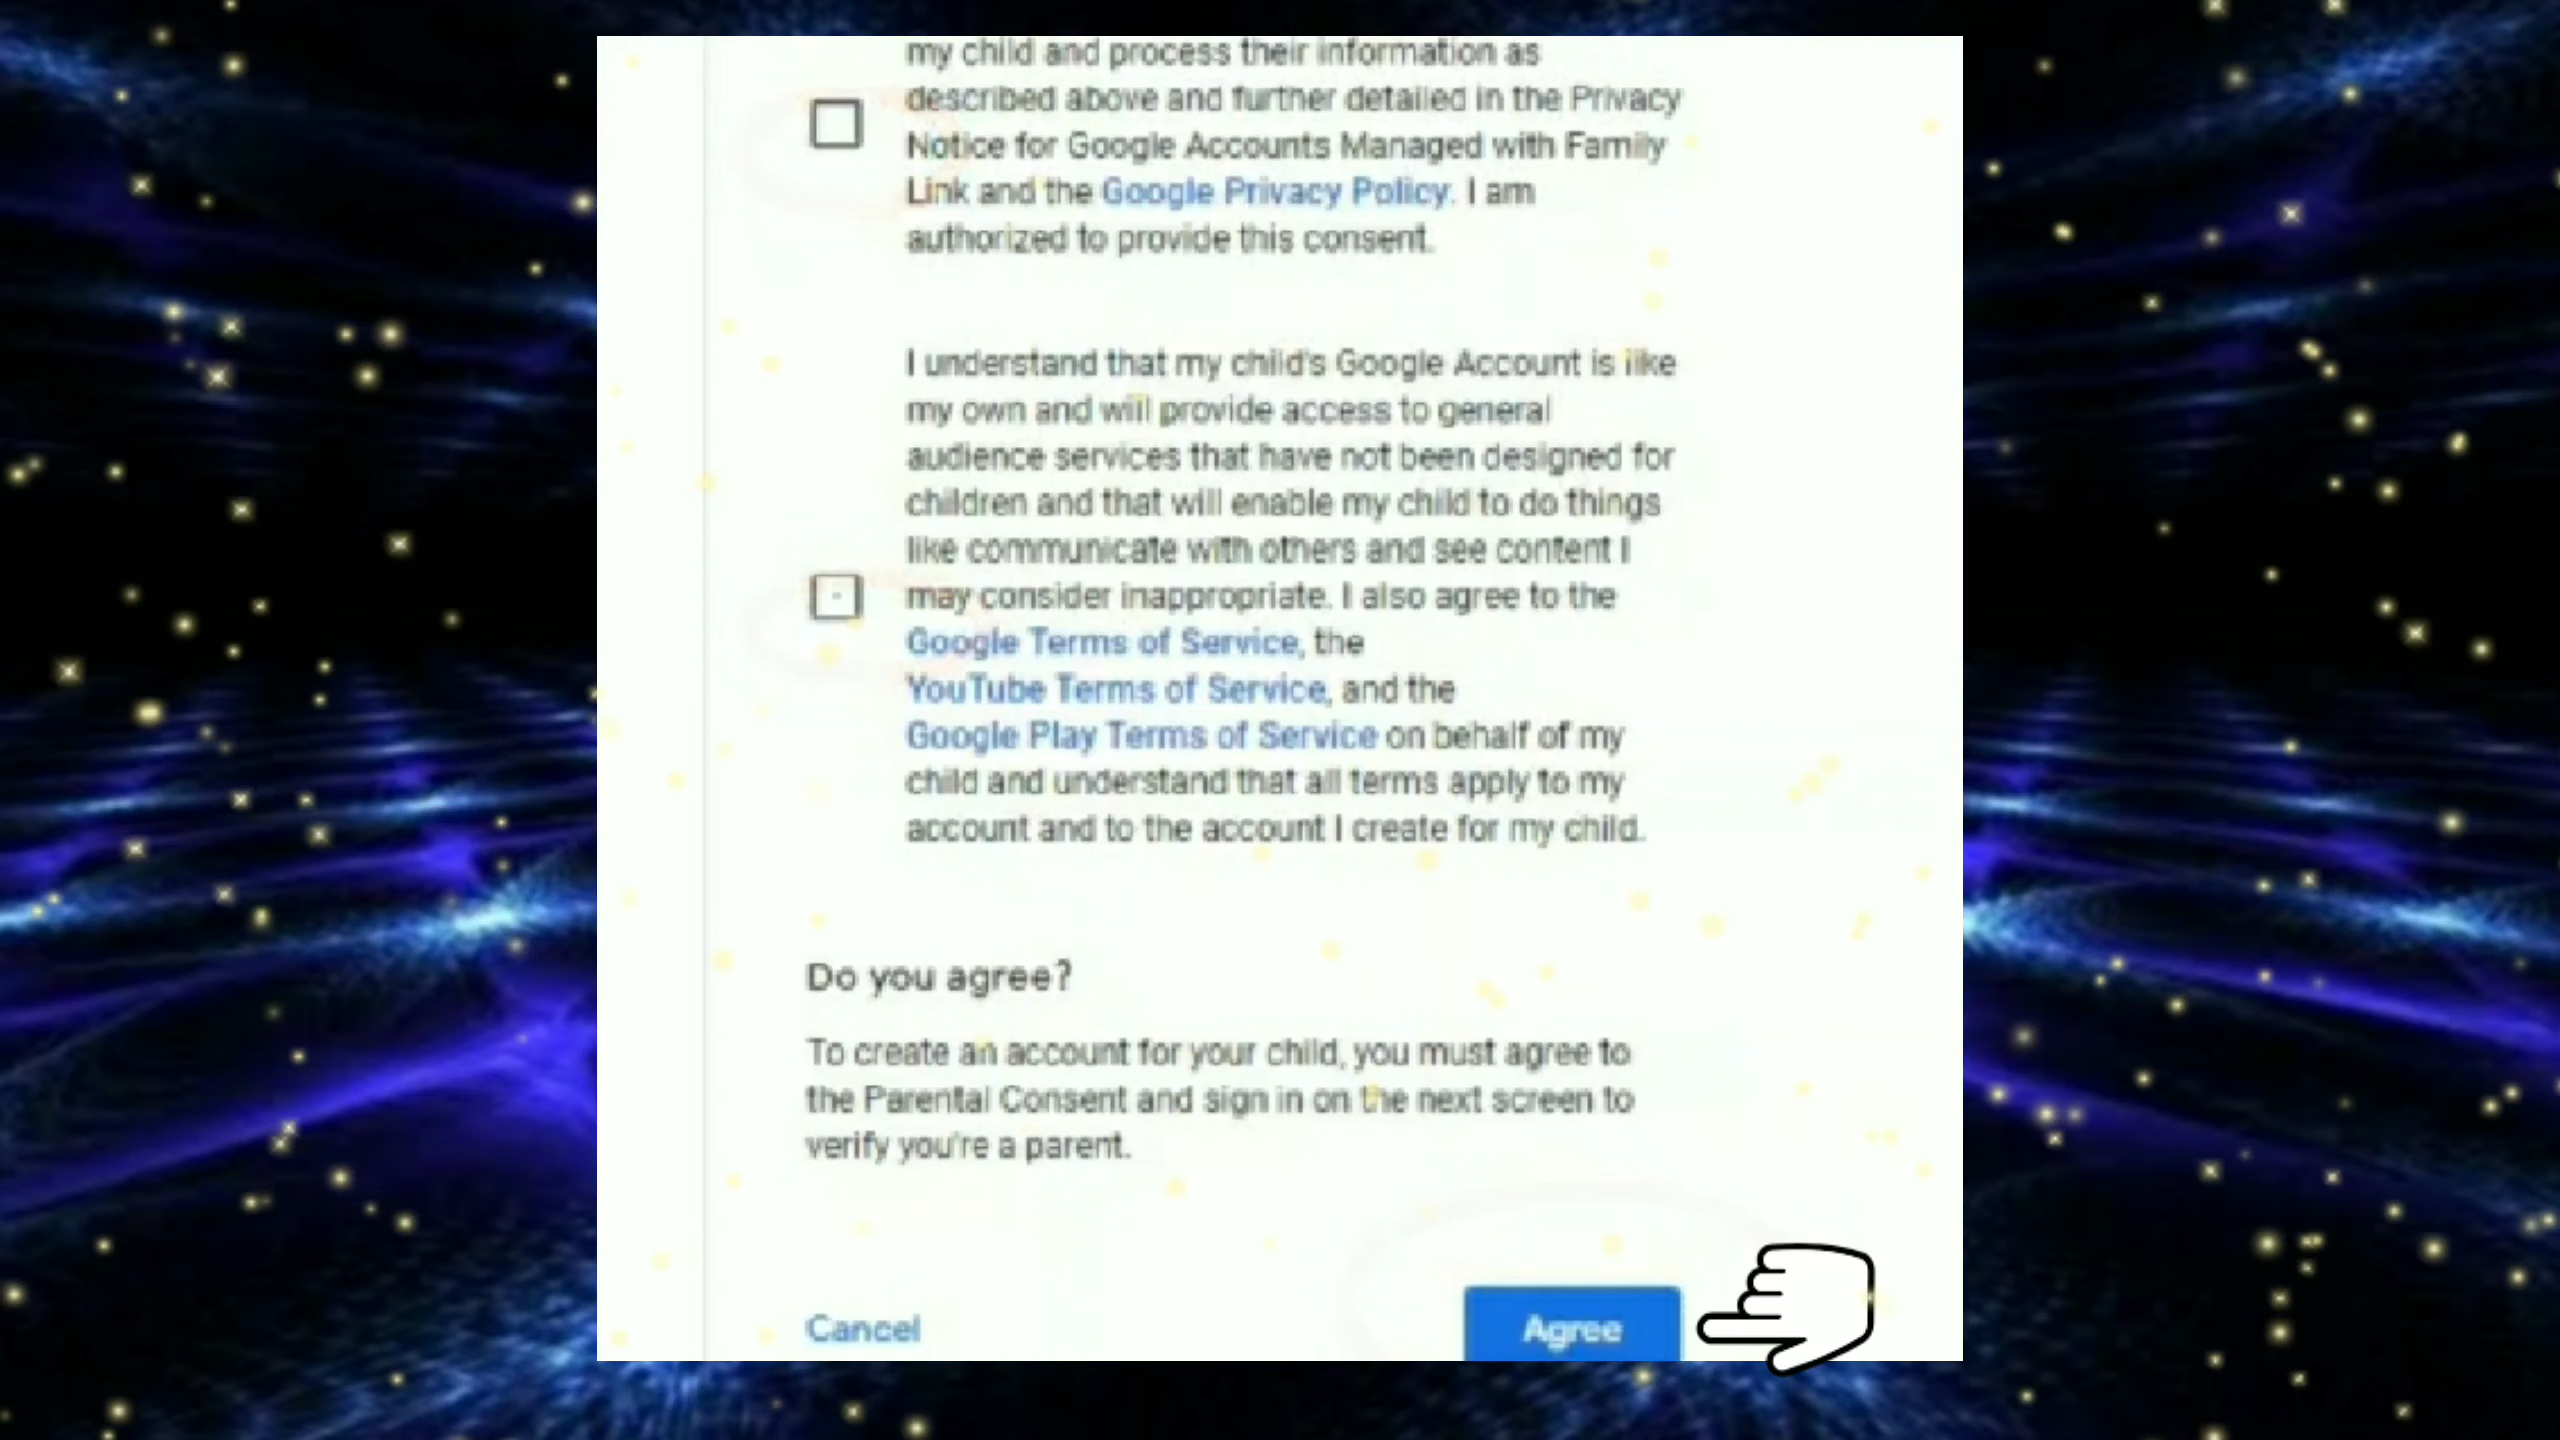 my child and process their information as
described above and further detailed in the Privacy
Notice for Google Accounts Managed with Family
Link and the Google Privacy Policy. I am
authorized to provide this consent.
I understand that my child's Google Account is like
my own and will provide access to general
audience services that have not been designed for
children and that will enable my child to do things
like communicate with others and see content I
may consider inappropriate. I also agree to the
Google Terms of Service, the
YouTube Terms of Service, and the
Google Play Terms of Service on behalf of my
child and understand that all terms apply to my
account and to the account I create for my child.
Do you agree?
To create an account for your child, you must agree to
the Parental Consent and sign in on the next screen to
verify you're a parent.
Cancel
Agree